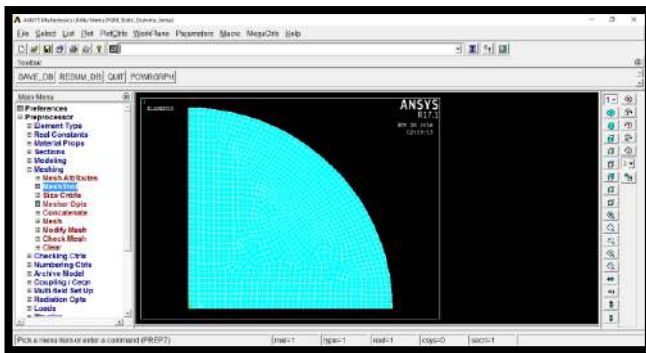 ANSYS Multiphysics Utility Menu
File Select List Plot PlotCtrls WorkPlane Parameters Macro MenuCtrls Help
Toolbar
SAVE_DB RESUM_DB QUIT POWRGRPH
Main Menu
Preferences
Preprocessor
Element Type
Real Constants
Material Props
Sections
Modeling
Meshing
Mesh Attributes
MeshTool
Size Cntrls
Mesher Opts
Concatenate
Mesh
Modify Mesh
Check Mesh
Clear
Checking Ctrls
Numbering Ctrls
Archive Model
Coupling / Ceqn
Multi-field Set Up
Radiation Opts
Loads
1
ELEMENTS
ANSYS
R17.1
Pick a menu item or enter a command (PREP7)
mat=1
type=1
real=1
csys=0
secn=1